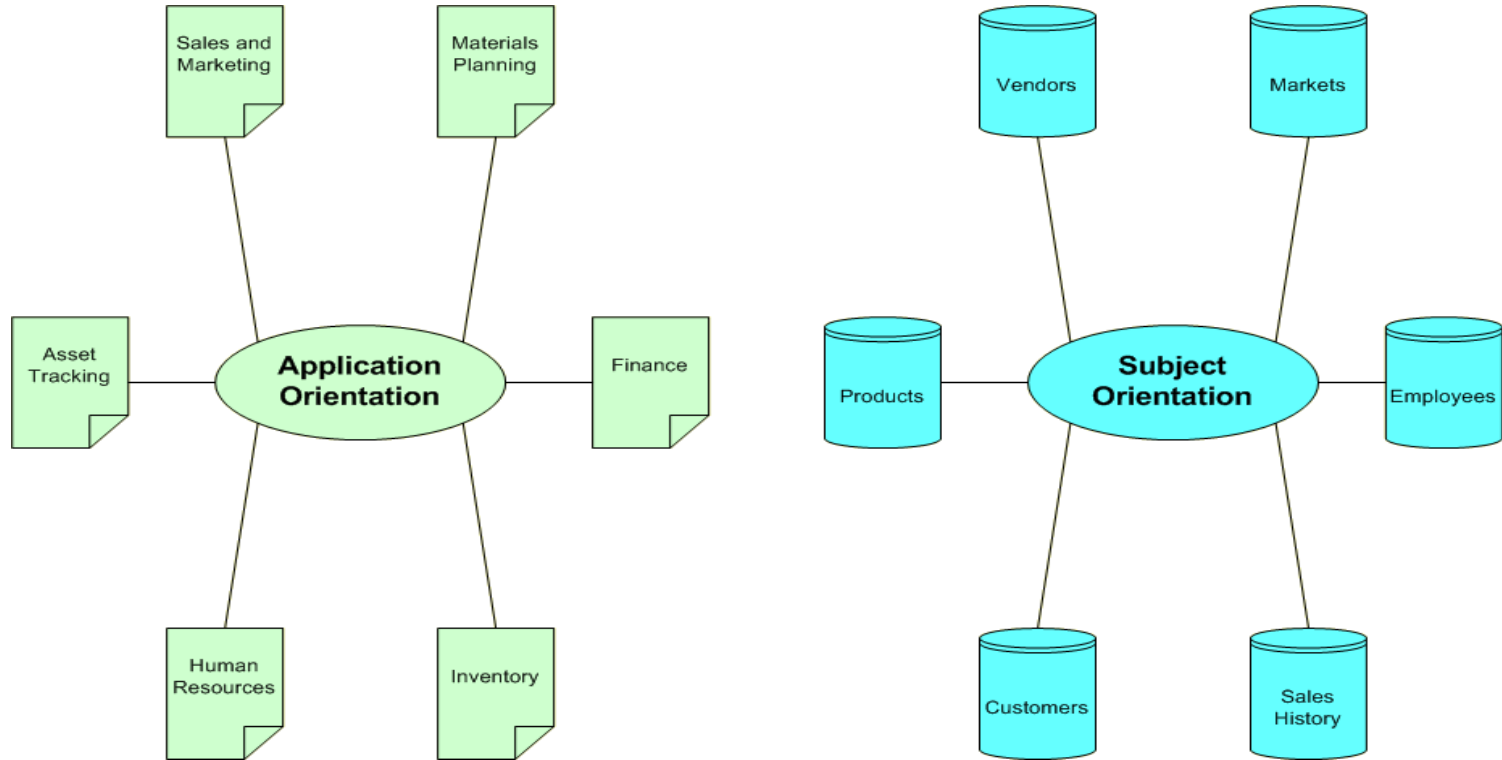 Sales and
Marketing
Materials
Planning
Asset
Tracking
Application
Orientation
Finance
Human
Resources
Inventory
Vendors
Markets
Products
Subject
Orientation
Employees
Customers
Sales
History